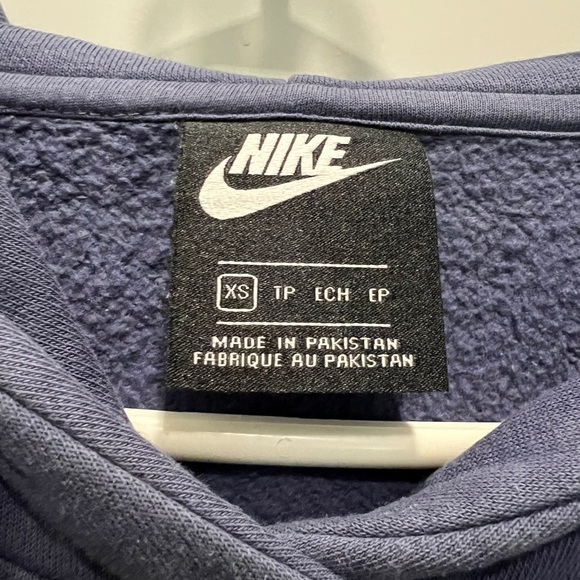 NIKE
XS TP ECH EP
MADE IN PAKISTAN
FABRIQUE AU PAKISTAN